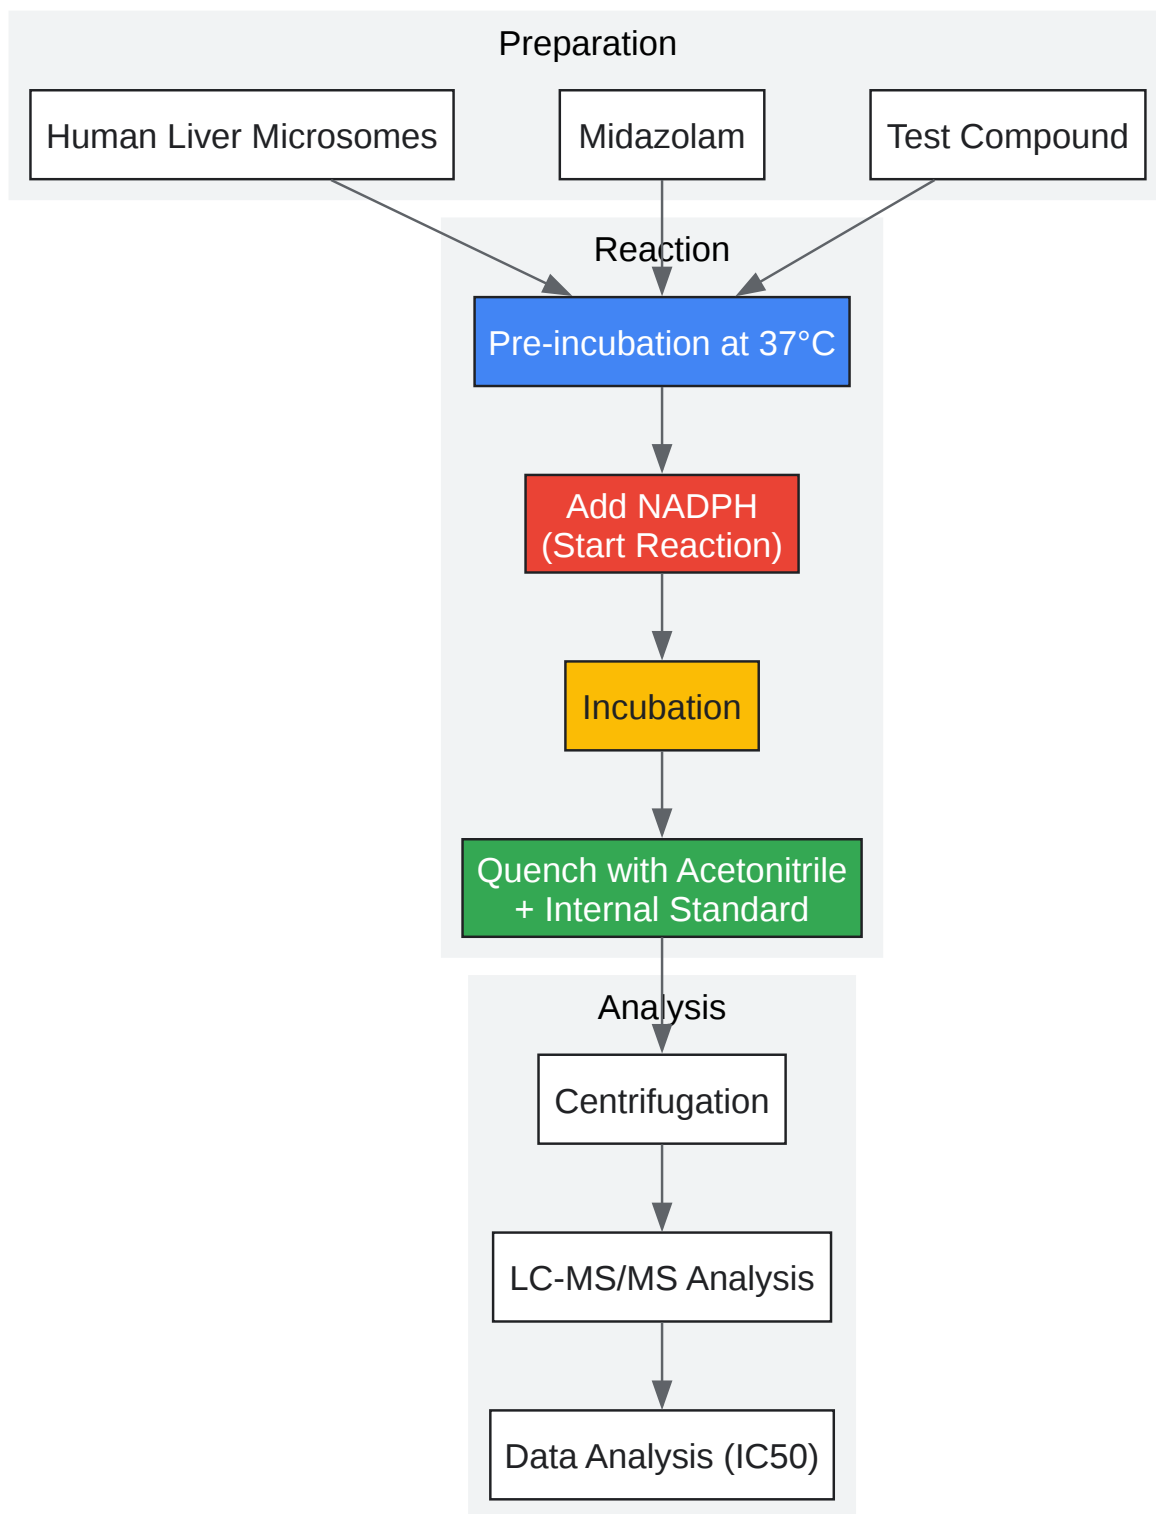 Preparation
Human Liver Microsomes
Midazolam
Test Compound
Reaction
Pre-incubation at 37°C
Add NADPH
(Start Reaction)
Incubation
Quench with Acetonitrile
+ Internal Standard
Analysis
Centrifugation
LC-MS/MS Analysis
Data Analysis (IC50)